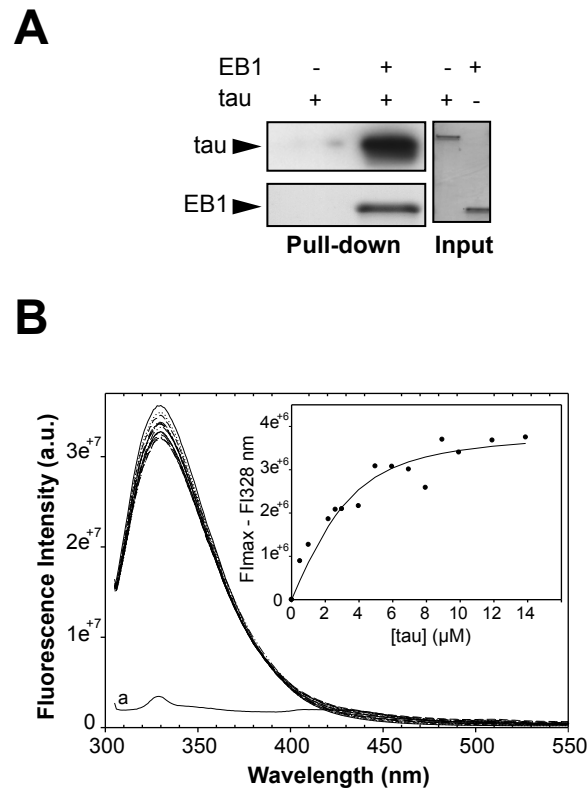 A
EB1 - + - +
tau + + + -
tau
EB1
Pull-down Input
B
Fluorescence Intensity (a.u.)
3e+7
2e+7
1e+7
0
a
300 350 400 450 500 550
Wavelength (nm)
FImax - FI328 nm
4e+6
3e+6
2e+6
1e+6
0
0 2 4 6 8 10 12 14
[tau] (µM)